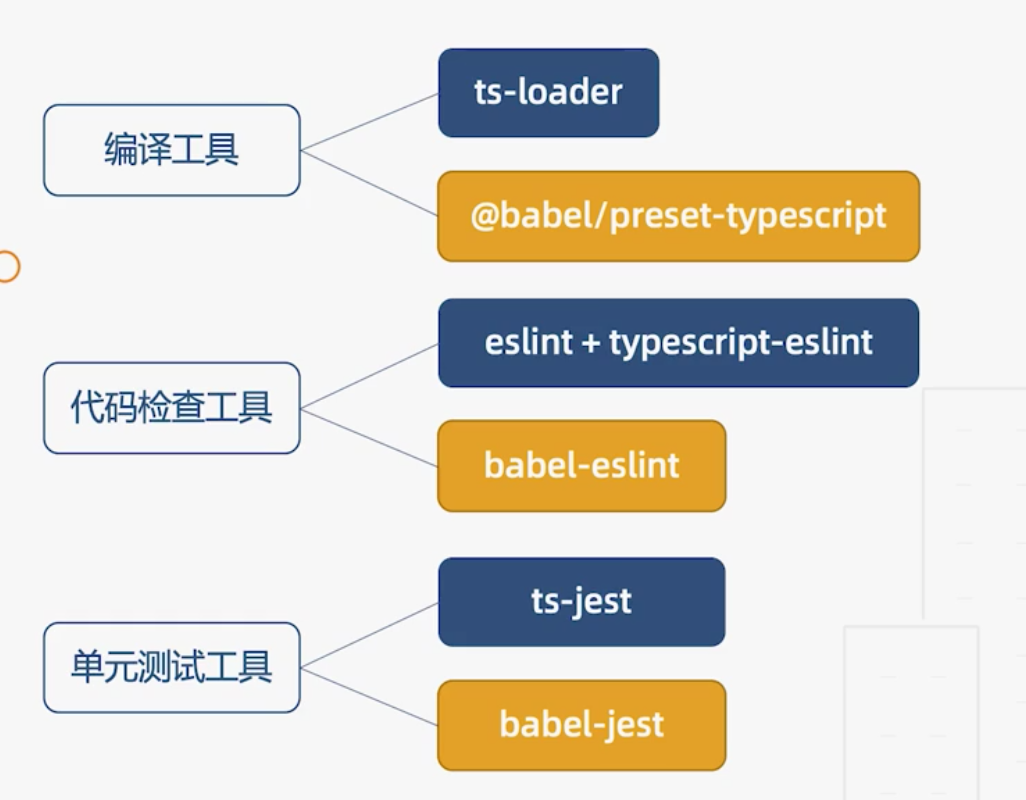 编译工具
ts-loader
@babel/preset-typescript
代码检查工具
eslint + typescript-eslint
babel-eslint
单元测试工具
ts-jest
babel-jest